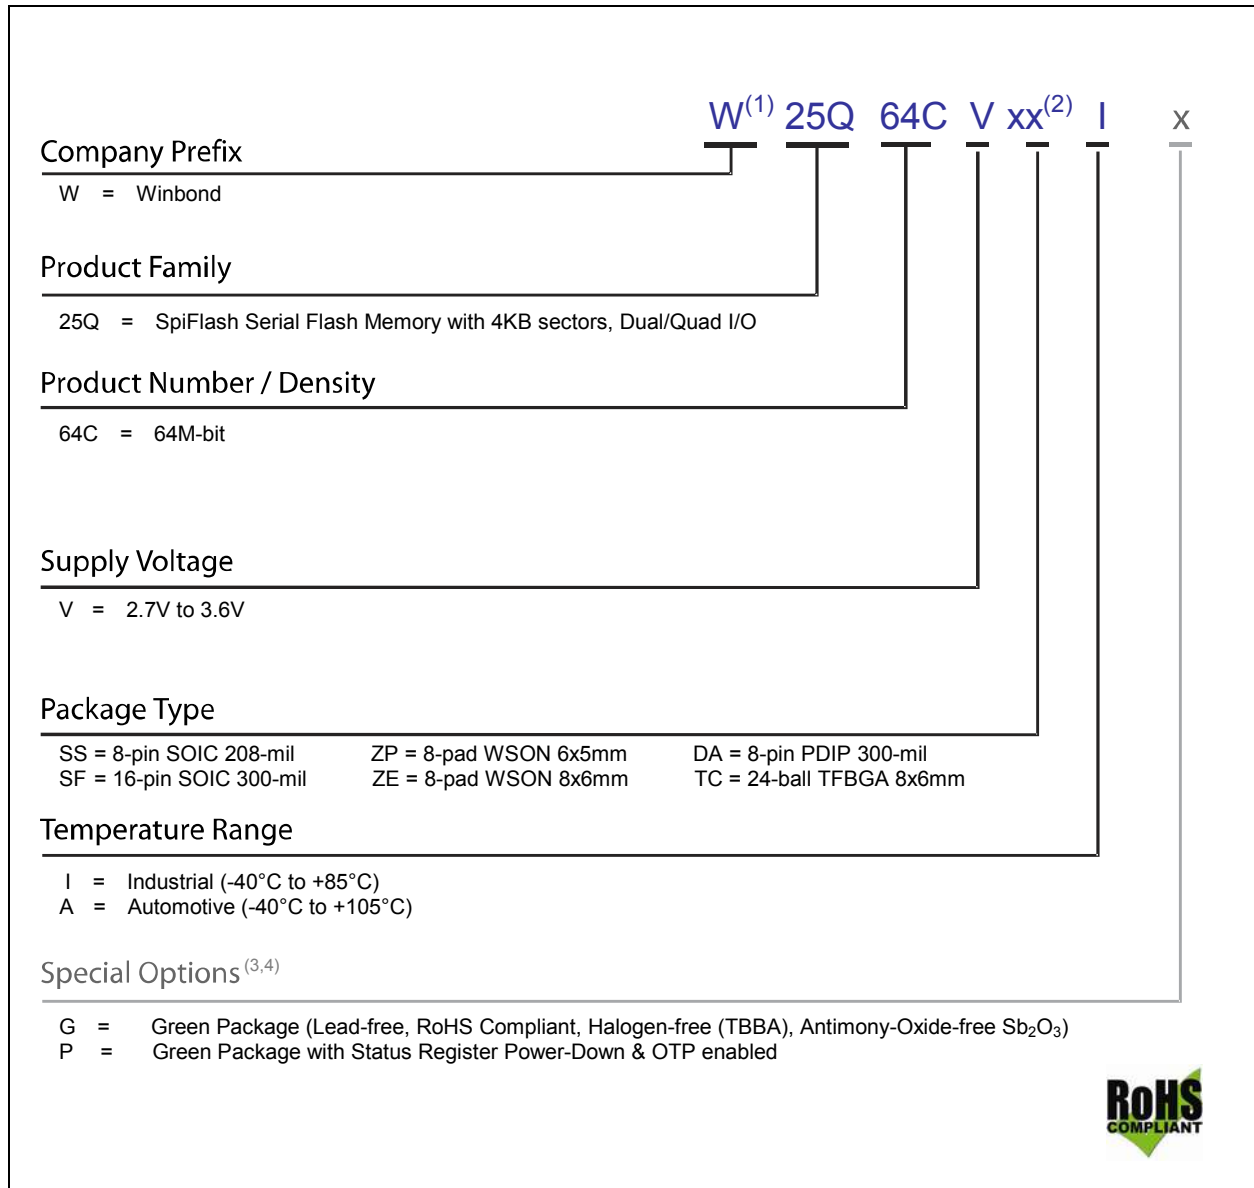 W(1) 25Q 64C V xx(2) I x
Company Prefix
W = Winbond
Product Family
25Q = SpiFlash Serial Flash Memory with 4KB sectors, Dual/Quad I/O
Product Number / Density
64C = 64M-bit
Supply Voltage
V = 2.7V to 3.6V
Package Type
SS = 8-pin SOIC 208-mil ZP = 8-pad WSON 6x5mm DA = 8-pin PDIP 300-mil
SF = 16-pin SOIC 300-mil ZE = 8-pad WSON 8x6mm TC = 24-ball TFBGA 8x6mm
Temperature Range
I = Industrial (-40°C to +85°C)
A = Automotive (-40°C to +105°C)
Special Options (3,4)
G = Green Package (Lead-free, RoHS Compliant, Halogen-free (TBBA), Antimony-Oxide-free Sb₂O₃)
P = Green Package with Status Register Power-Down & OTP enabled
RoHS
COMPLIANT